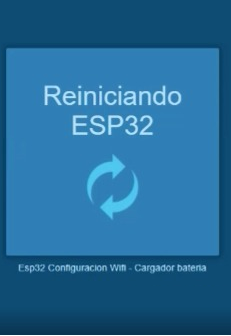 Reiniciando
ESP32
Esp32 Configuracion Wifi - Cargador bateria